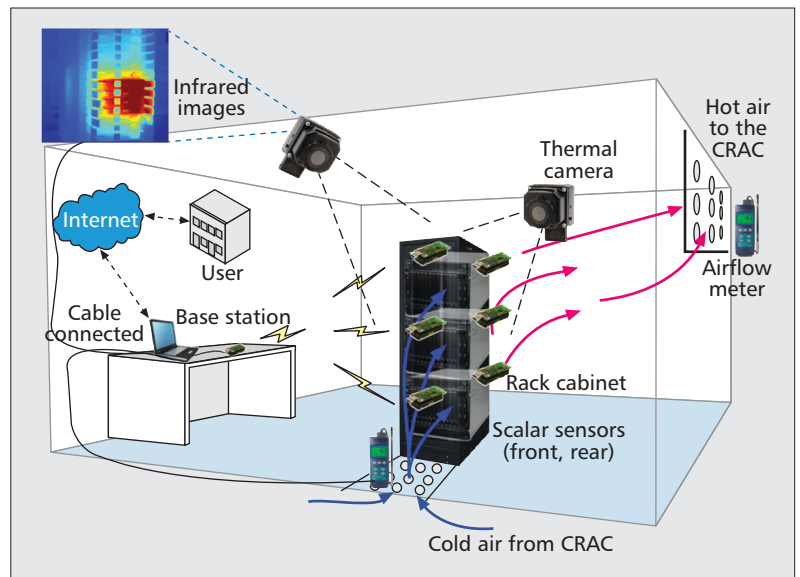 Infrared
images
Hot air
to the
CRAC
Thermal
camera
Internet
User
Airflow
meter
Cable
connected
Base station
Rack cabinet
Scalar sensors
(front, rear)
Cold air from CRAC